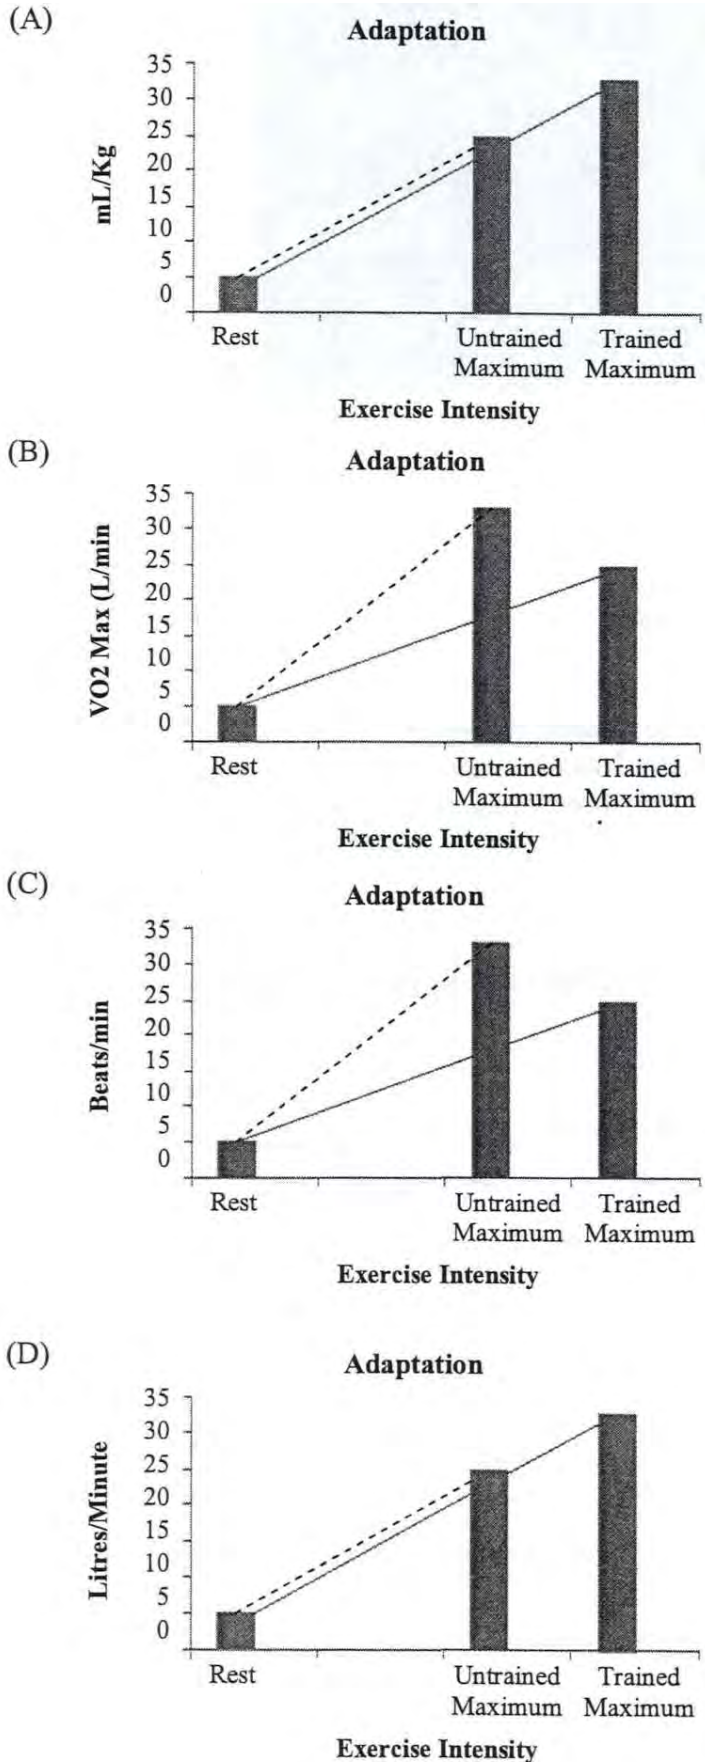 (A)
Adaptation
35
30
25
20
15
10
5
0
mL/Kg
Rest
Untrained Maximum
Trained Maximum
Exercise Intensity
(B)
Adaptation
35
30
25
20
15
10
5
0
VO2 Max (L/min
Rest
Untrained Maximum
Trained Maximum
Exercise Intensity
(C)
Adaptation
35
30
25
20
15
10
5
0
Beats/min
Rest
Untrained Maximum
Trained Maximum
Exercise Intensity
(D)
Adaptation
35
30
25
20
15
10
5
0
Litres/Minute
Rest
Untrained Maximum
Trained Maximum
Exercise Intensity